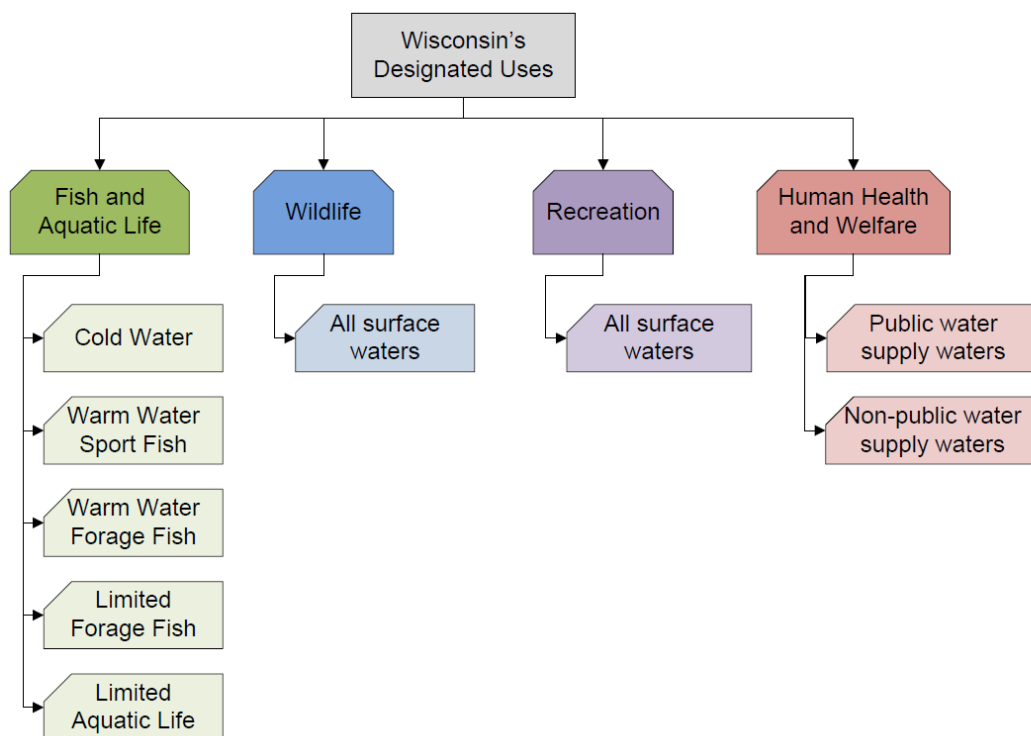 Wisconsin's
Designated Uses
Fish and
Aquatic Life
Wildlife
Recreation
Human Health
and Welfare
Cold Water
Warm Water
Sport Fish
Warm Water
Forage Fish
Limited
Forage Fish
Limited
Aquatic Life
All surface
waters
All surface
waters
Public water
supply waters
Non-public water
supply waters